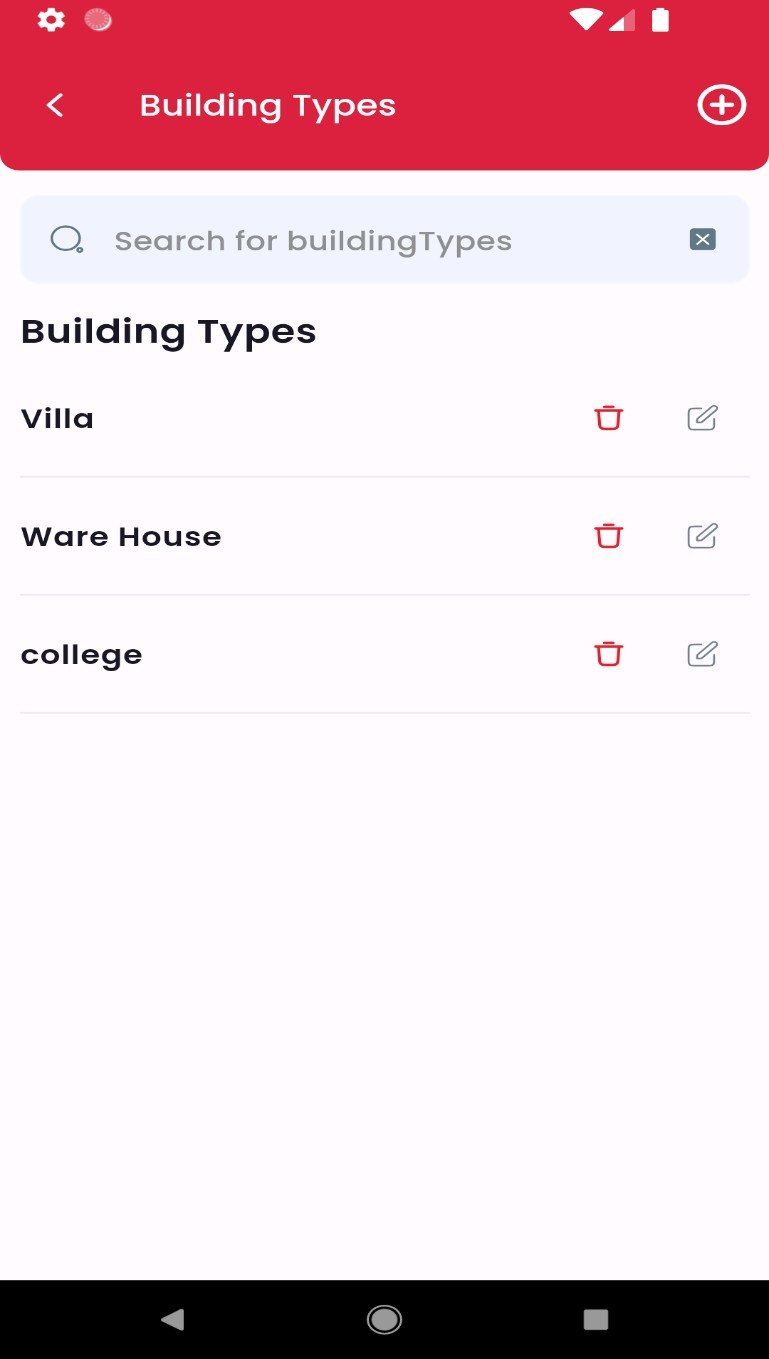 Building Types
Search for buildingTypes
Building Types
Villa
Ware House
college